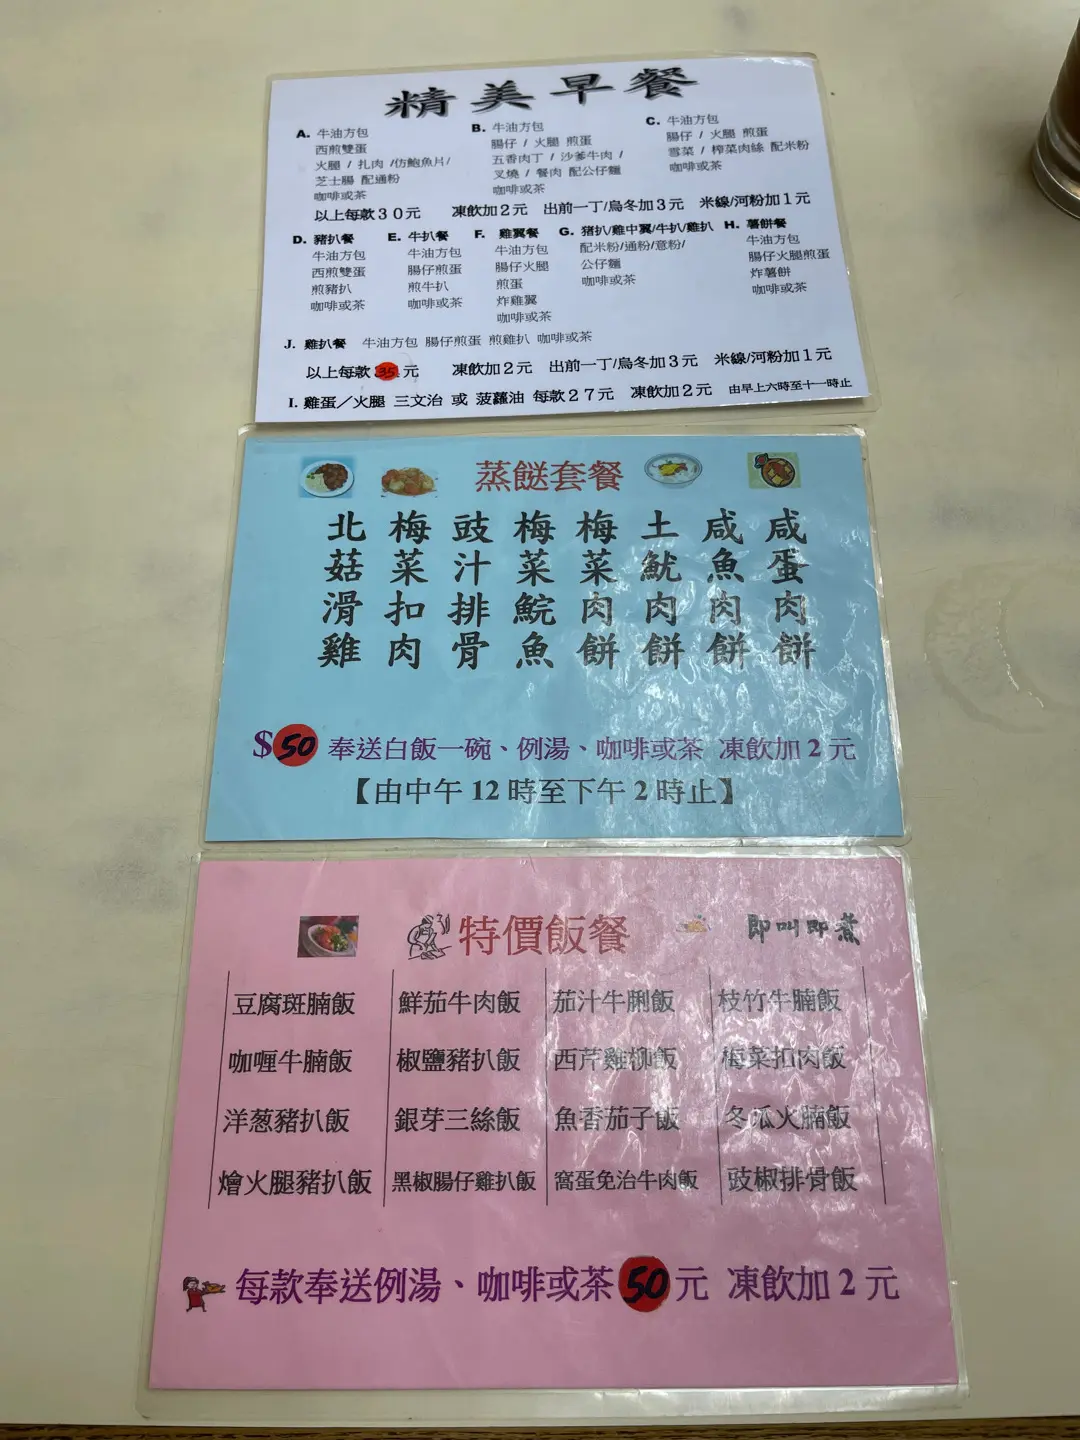 精美早餐
A. 牛油方包
西煎雙蛋
火腿 / 扎肉 /仿鮑魚片/
芝士腸 配通粉
咖啡或茶
B. 牛油方包
腸仔 / 火腿 煎蛋
五香肉丁 / 沙爹牛肉 /
叉燒 / 餐肉 配公仔麵
咖啡或茶
C. 牛油方包
腸仔 / 火腿 煎蛋
雪菜 / 榨菜肉絲 配米粉
咖啡或茶
以上每款30元 凍飲加2元 出前一丁/烏冬加3元 米線/河粉加1元
D. 豬扒餐
牛油方包
西煎雙蛋
煎豬扒
咖啡或茶
E. 牛扒餐
牛油方包
腸仔煎蛋
煎牛扒
咖啡或茶
F. 雞翼餐
牛油方包
腸仔火腿
煎蛋
炸雞翼
咖啡或茶
G. 猪扒/雞中翼/牛扒/雞扒
配米粉/通粉/意粉/
公仔麵
咖啡或茶
H. 薯餅餐
牛油方包
腸仔火腿煎蛋
炸薯餅
咖啡或茶
J. 雞扒餐 牛油方包 腸仔煎蛋 煎雞扒 咖啡或茶
以上每款35元 凍飲加2元 出前一丁/烏冬加3元 米線/河粉加1元
I. 雞蛋／火腿 三文治 或 菠蘿油 每款27元 凍飲加2元 由早上六時至十一時止
蒸餸套餐
北菇滑雞
梅菜扣肉
豉汁排骨
梅菜鯇魚
梅菜肉餅
土魷肉餅
咸魚肉餅
咸蛋肉餅
$50 奉送白飯一碗、例湯、咖啡或茶 凍飲加2元
【由中午12時至下午2時止】
特價飯餐
即叫即煮
豆腐斑腩飯 鮮茄牛肉飯 茄汁牛脷飯 枝竹牛腩飯
咖喱牛腩飯 椒鹽豬扒飯 西芹雞柳飯 梅菜扣肉飯
洋葱豬扒飯 銀芽三絲飯 魚香茄子飯 冬瓜火腩飯
燴火腿豬扒飯 黑椒腸仔雞扒飯 窩蛋免治牛肉飯 豉椒排骨飯
每款奉送例湯、咖啡或茶50元 凍飲加2元